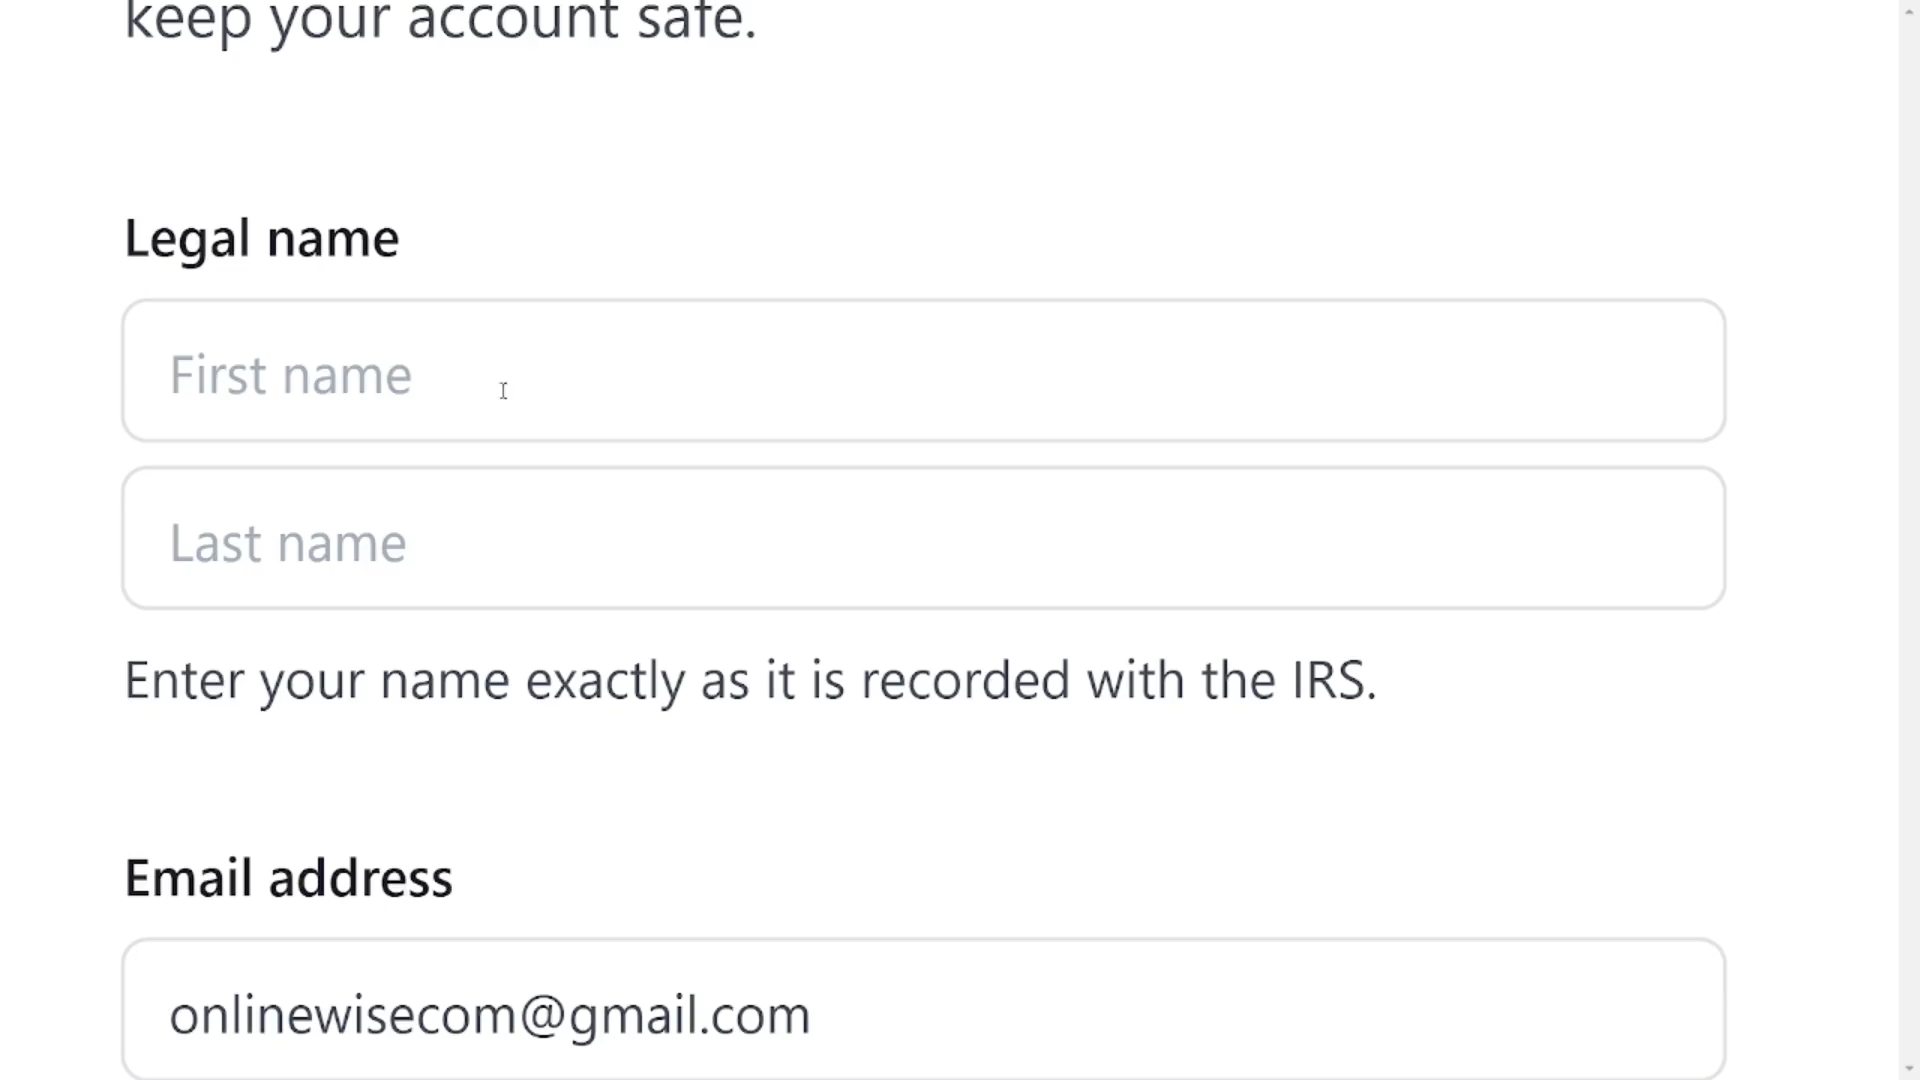 keep your account safe.
Legal name
First name
Last name
Enter your name exactly as it is recorded with the IRS.
Email address
onlinewisecom@gmail.com